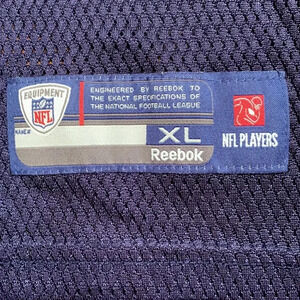 EQUIPMENT
NFL
ENGINEERED BY REEBOK TO
THE EXACT SPECIFICATIONS OF
THE NATIONAL FOOTBALL LEAGUE
NAME/#
XL
Reebok
NFL PLAYERS